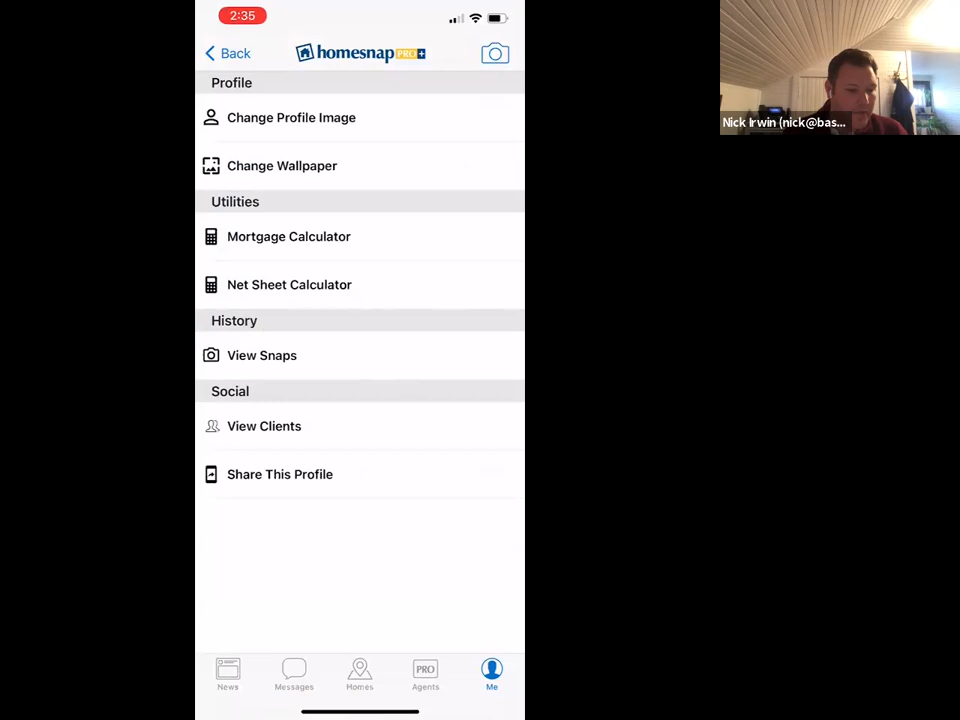 2:35
Back
homesnap PRO+
Profile
Change Profile Image
Change Wallpaper
Utilities
Mortgage Calculator
Net Sheet Calculator
History
View Snaps
Social
View Clients
Share This Profile
News
Messages
Homes
PRO
Agents
Me
Nick Irwin (nick@bas...